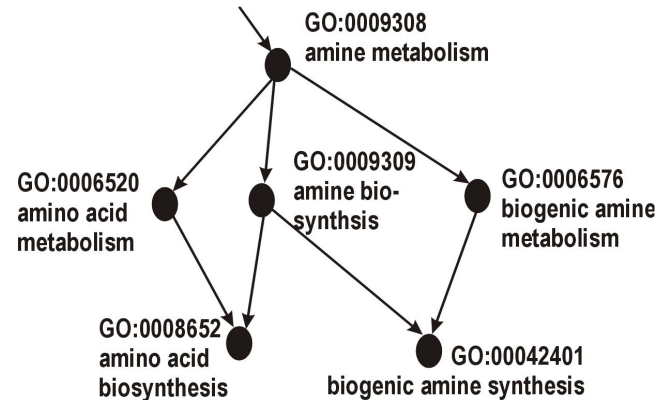 GO:0009308
amine metabolism
GO:0009309
amine bio-
synthsis
GO:0006520
amino acid
metabolism
GO:0006576
biogenic amine
metabolism
GO:0008652
amino acid
biosynthesis
GO:00042401
biogenic amine synthesis